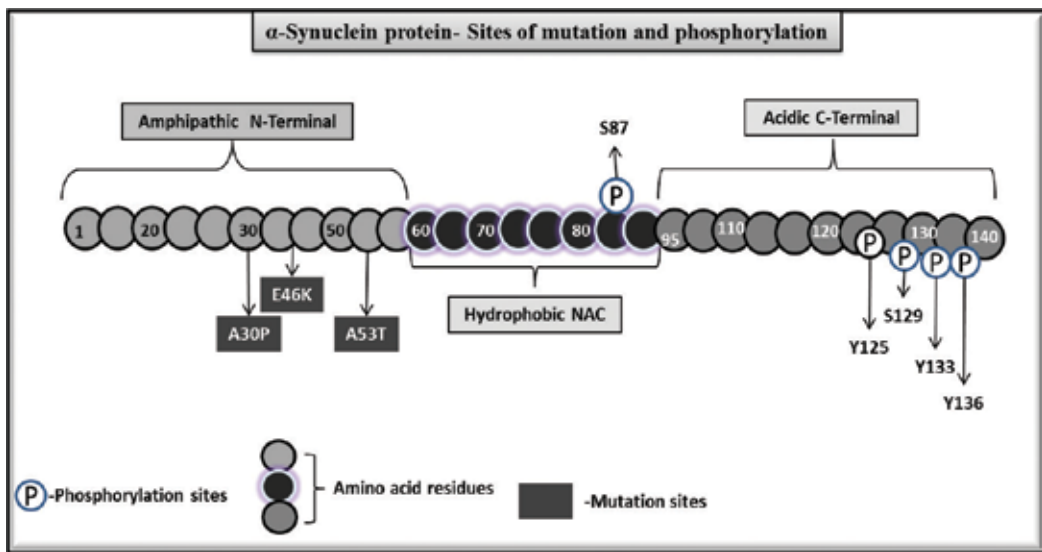 α-Synuclein protein- Sites of mutation and phosphorylation
Amphipathic N-Terminal
Acidic C-Terminal
S87
P
1 20 30 50 60 70 80 95 110 120 130 140
P P P P
E46K
A30P
A53T
Hydrophobic NAC
S129
Y125
Y133
Y136
P -Phosphorylation sites
Amino acid residues
-Mutation sites